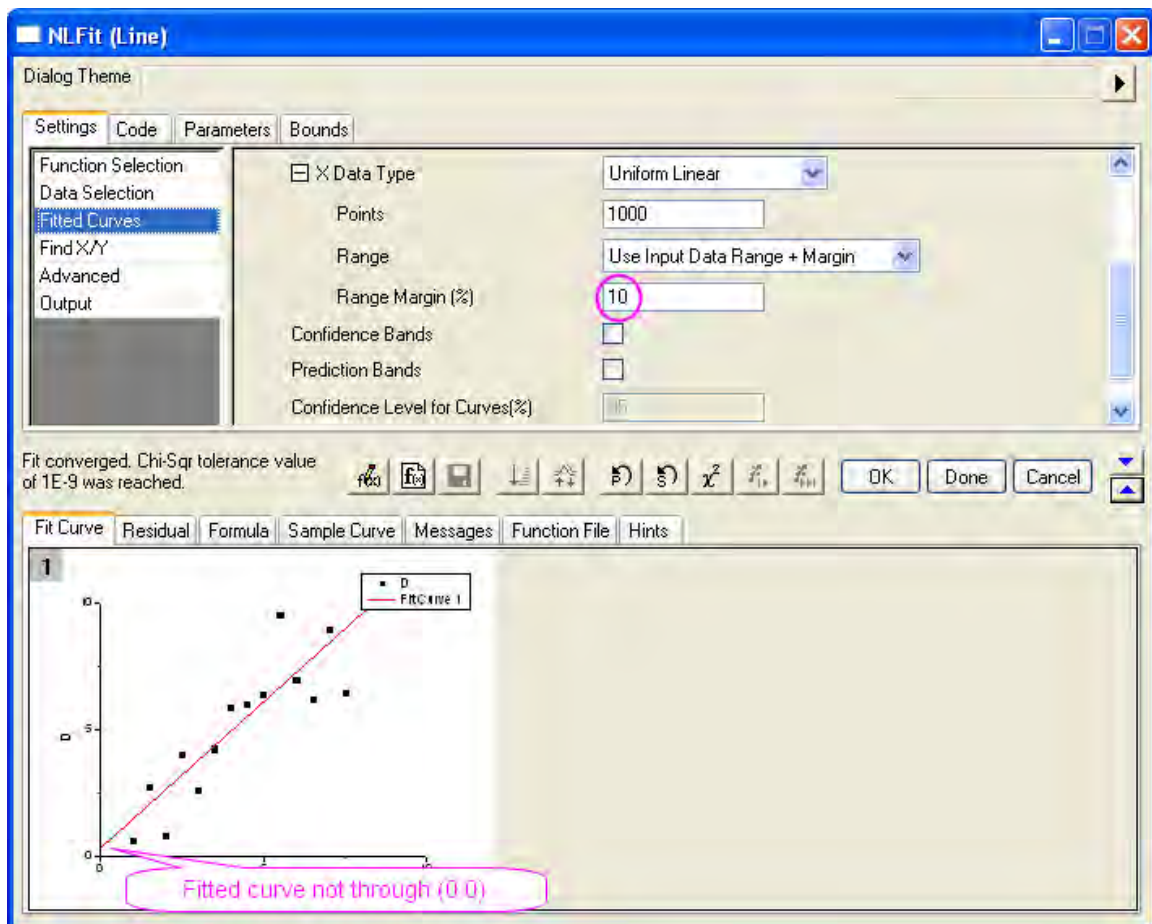 NLFit (Line)
Dialog Theme
Settings Code Parameters Bounds
Function Selection
Data Selection
Fitted Curves
Find X/Y
Advanced
Output
X Data Type Uniform Linear
Points 1000
Range Use Input Data Range + Margin
Range Margin (%) 10
Confidence Bands
Prediction Bands
Confidence Level for Curves(%) 95
Fit converged. Chi-Sqr tolerance value
of 1E-9 was reached.
OK Done Cancel
Fit Curve Residual Formula Sample Curve Messages Function File Hints
1
D
Fit Curve 1
10
5
0
D
0
Fitted curve not through (0.0)